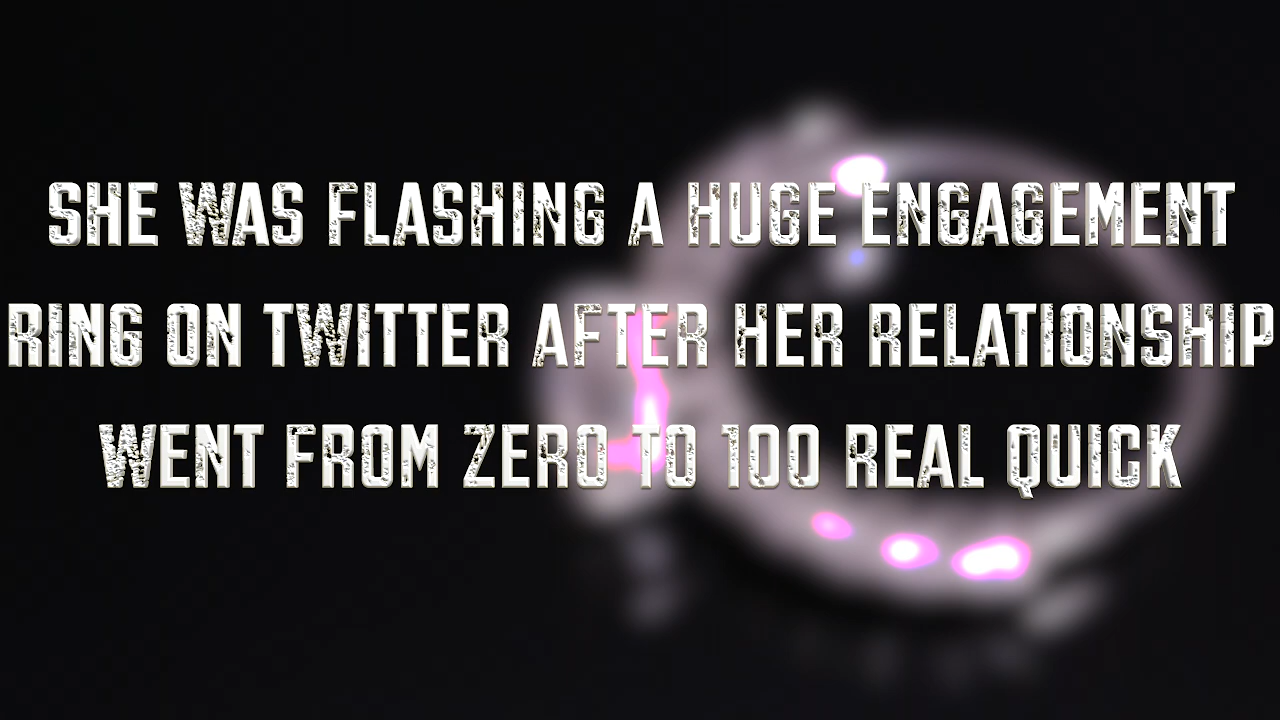 SHE WAS FLASHING A HUGE ENGAGEMENT
RING ON TWITTER AFTER HER RELATIONSHIP
WENT FROM ZERO TO 100 REAL QUICK